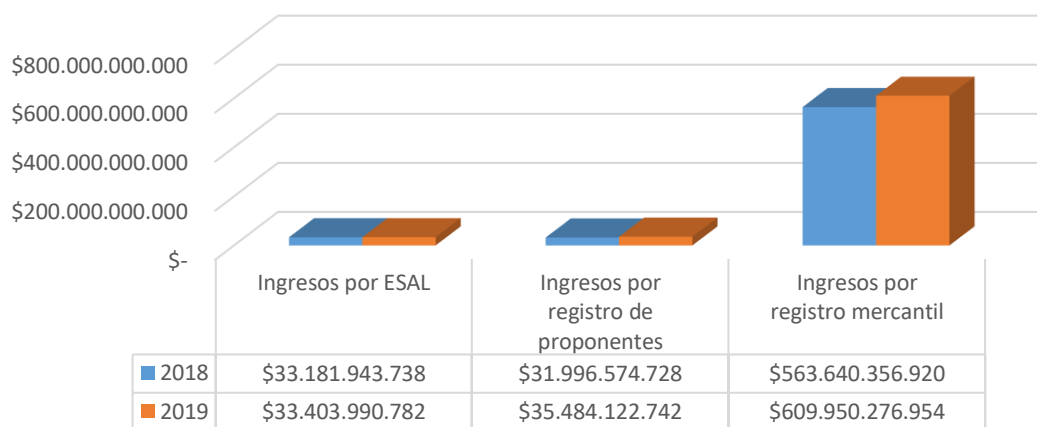 $800.000.000.000
$600.000.000.000
$400.000.000.000
$200.000.000.000
$-
Ingresos por ESAL
Ingresos por
registro de
proponentes
Ingresos por
registro mercantil
2018 $33.181.943.738 $31.996.574.728 $563.640.356.920
2019 $33.403.990.782 $35.484.122.742 $609.950.276.954